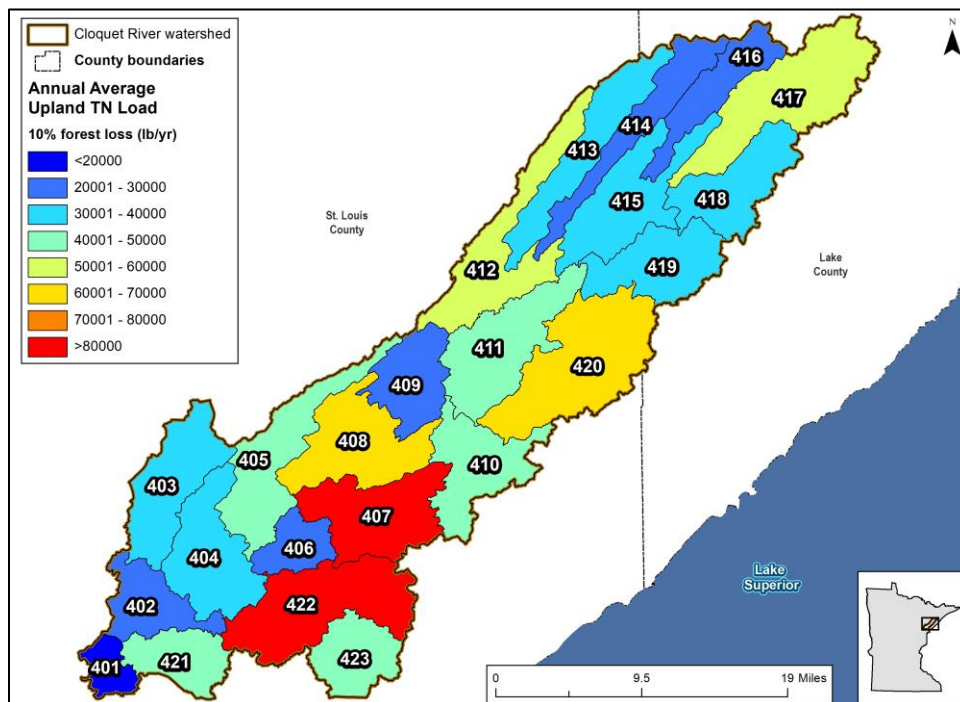 Cloquet River watershed
County boundaries
Annual Average
Upland TN Load
10% forest loss (lb/yr)
<20000
20001 - 30000
30001 - 40000
40001 - 50000
50001 - 60000
60001 - 70000
70001 - 80000
>80000
N
416
417
414
413
415
418
St. Louis
County
412
419
Lake
County
411
420
409
408
405
410
403
407
406
404
Lake
Superior
422
402
423
401
421
0
9.5
19 Miles